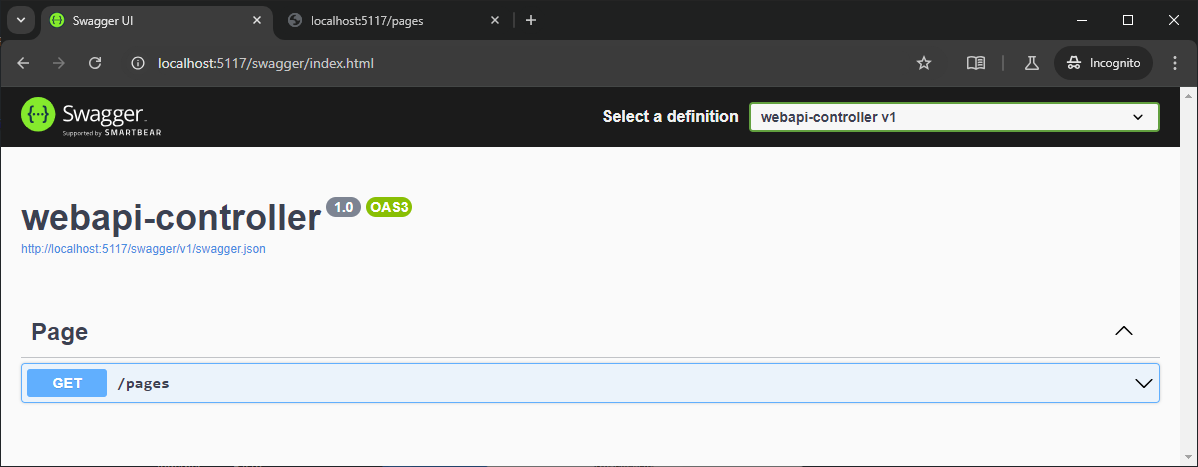 Swagger UI
localhost:5117/pages
localhost:5117/swagger/index.html
Incognito
Swagger
Supported by SMARTBEAR
Select a definition
webapi-controller v1
webapi-controller 1.0 OAS3
http://localhost:5117/swagger/v1/swagger.json
Page
GET /pages